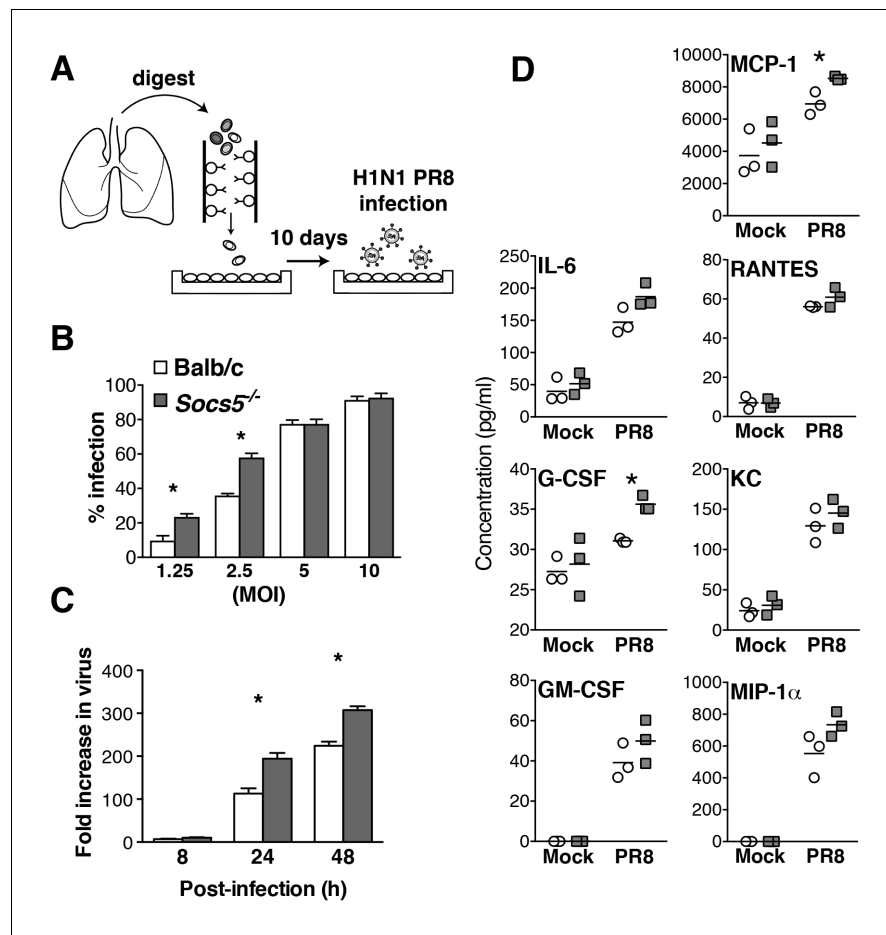 A
digest
H1N1 PR8
infection
10 days
B
Balb/c
Socs5-/-
% infection
100
80
60
40
20
0
*
*
1.25 2.5 5 10
(MOI)
C
Fold increase in virus
400
300
200
100
0
*
*
8 24 48
Post-infection (h)
D
Concentration (pg/ml)
MCP-1
*
10000
8000
6000
4000
2000
0
Mock PR8
IL-6
250
200
150
100
50
0
Mock PR8
RANTES
80
60
40
20
0
Mock PR8
G-CSF
*
40
35
30
25
20
Mock PR8
KC
200
150
100
50
0
Mock PR8
GM-CSF
80
60
40
20
0
Mock PR8
MIP-1α
1000
800
600
400
200
0
Mock PR8